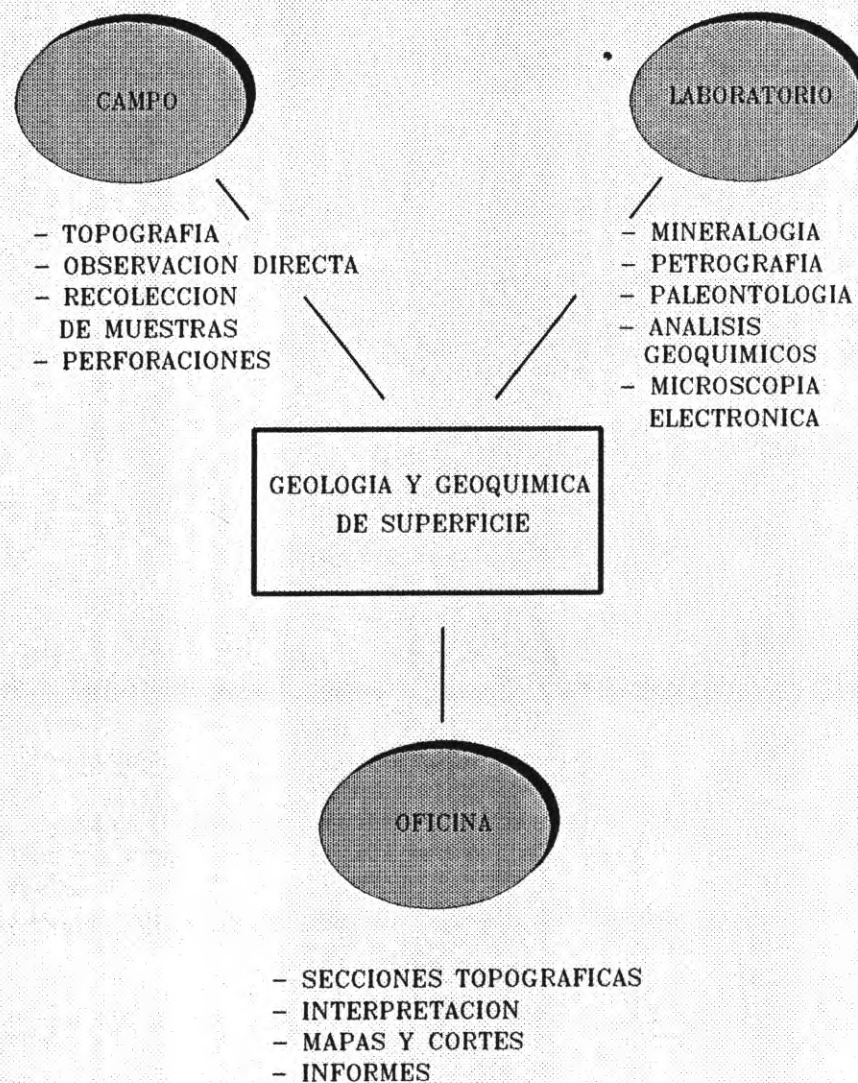 CAMPO
- TOPOGRAFIA
- OBSERVACION DIRECTA
- RECOLECCION
DE MUESTRAS
- PERFORACIONES
LABORATORIO
- MINERALOGIA
- PETROGRAFIA
- PALEONTOLOGIA
- ANALISIS
GEOQUIMICOS
- MICROSCOPIA
ELECTRONICA
GEOLOGIA Y GEOQUIMICA
DE SUPERFICIE
OFICINA
- SECCIONES TOPOGRAFICAS
- INTERPRETACION
- MAPAS Y CORTES
- INFORMES